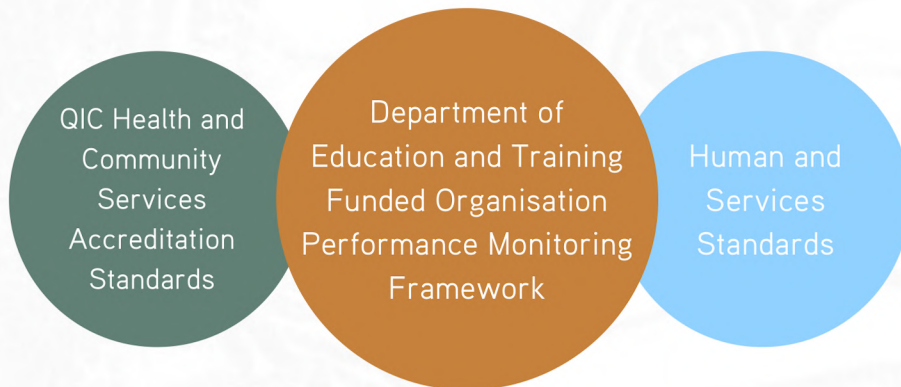 QIC Health and
Community
Services
Accreditation
Standards
Department of
Education and Training
Funded Organisation
Performance Monitoring
Framework
Human and
Services
Standards